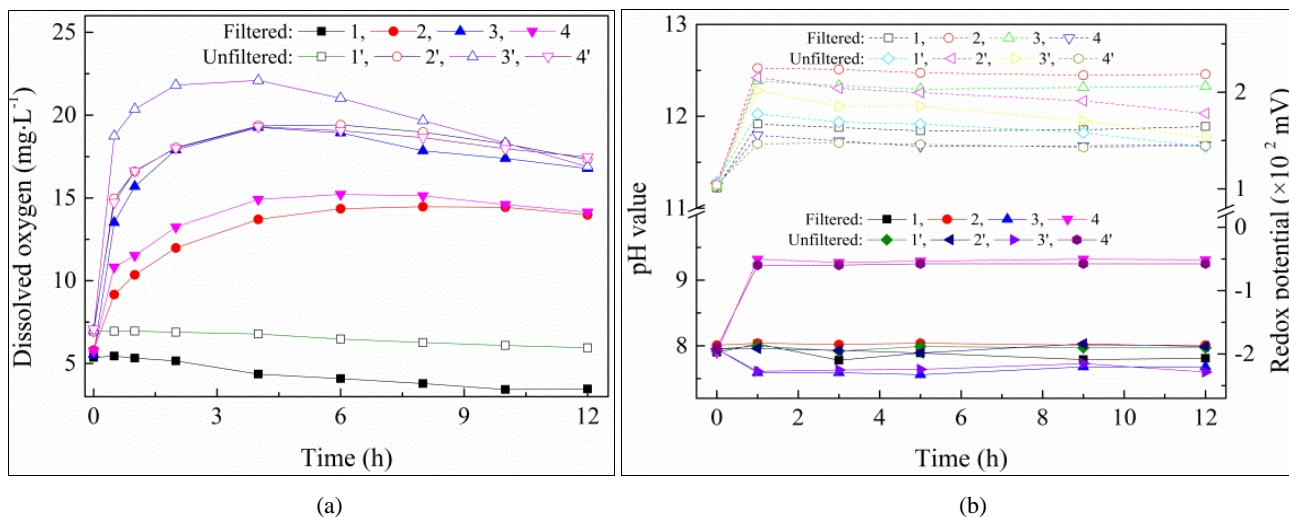 Filtered: 1, 2, 3, 4
Unfiltered: 1', 2', 3', 4'
Dissolved oxygen (mg·L⁻¹)
25
20
15
10
5
0 3 6 9 12
Time (h)
(a)
Filtered: 1, 2, 3, 4
Unfiltered: 1', 2', 3', 4'
Filtered: 1, 2, 3, 4
Unfiltered: 1', 2', 3', 4'
pH value
13
12
11
9
8
Redox potential (×10² mV)
2
1
0
-1
-2
0 2 4 6 8 10 12
Time (h)
(b)